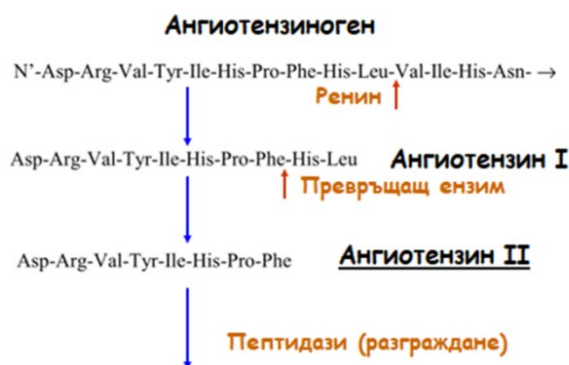 Ангиотензиноген
N'-Asp-Arg-Val-Tyr-Ile-His-Pro-Phe-His-Leu-Val-Ile-His-Asn- →
Ренин
Asp-Arg-Val-Tyr-Ile-His-Pro-Phe-His-Leu Ангиотензин I
Превръщащ ензим
Asp-Arg-Val-Tyr-Ile-His-Pro-Phe Ангиотензин II
Пептидази (разграждане)